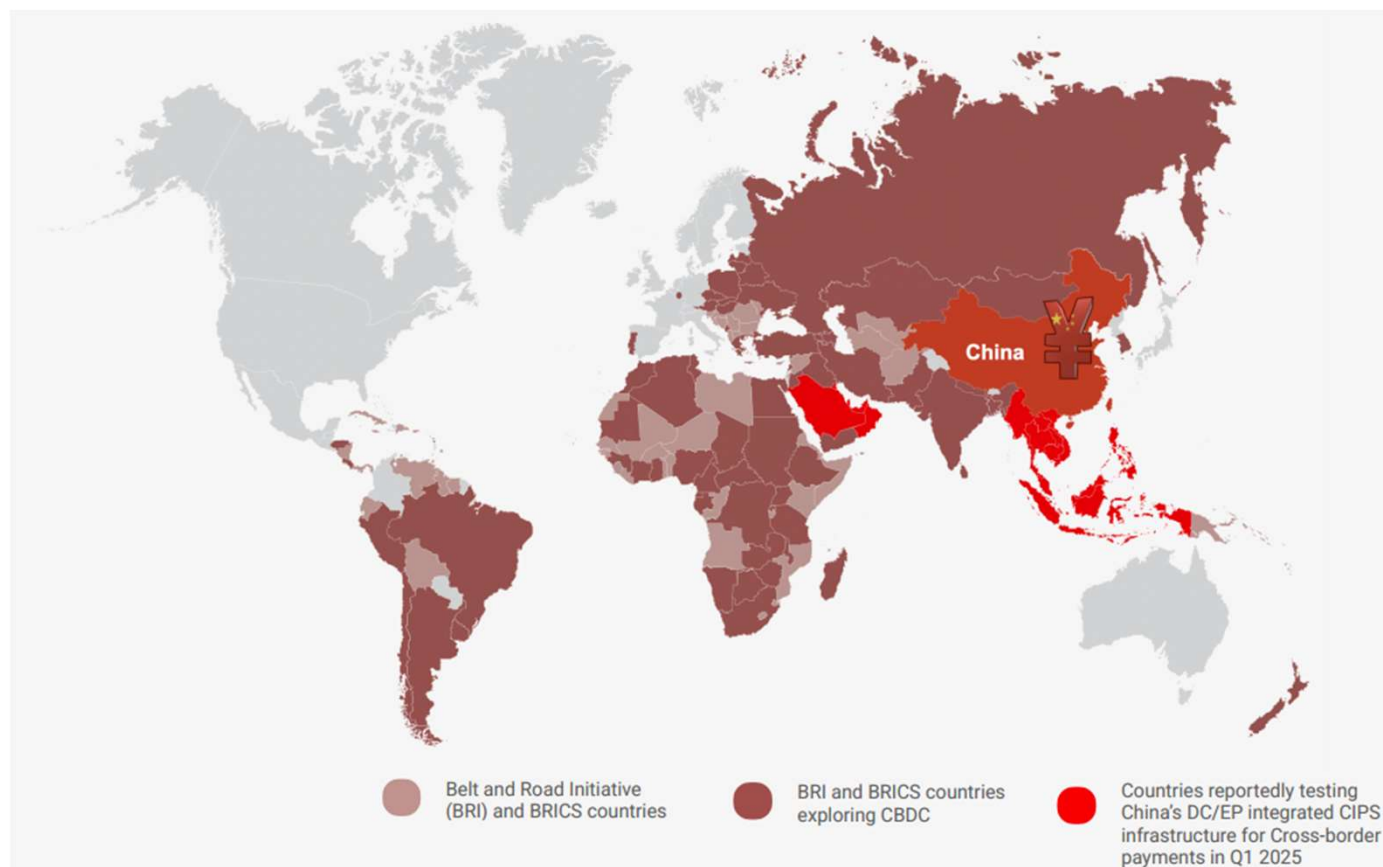 China
¥
Belt and Road Initiative
(BRI) and BRICS countries
BRI and BRICS countries
exploring CBDC
Countries reportedly testing
China's DC/EP integrated CIPS
infrastructure for Cross-border
payments in Q1 2025